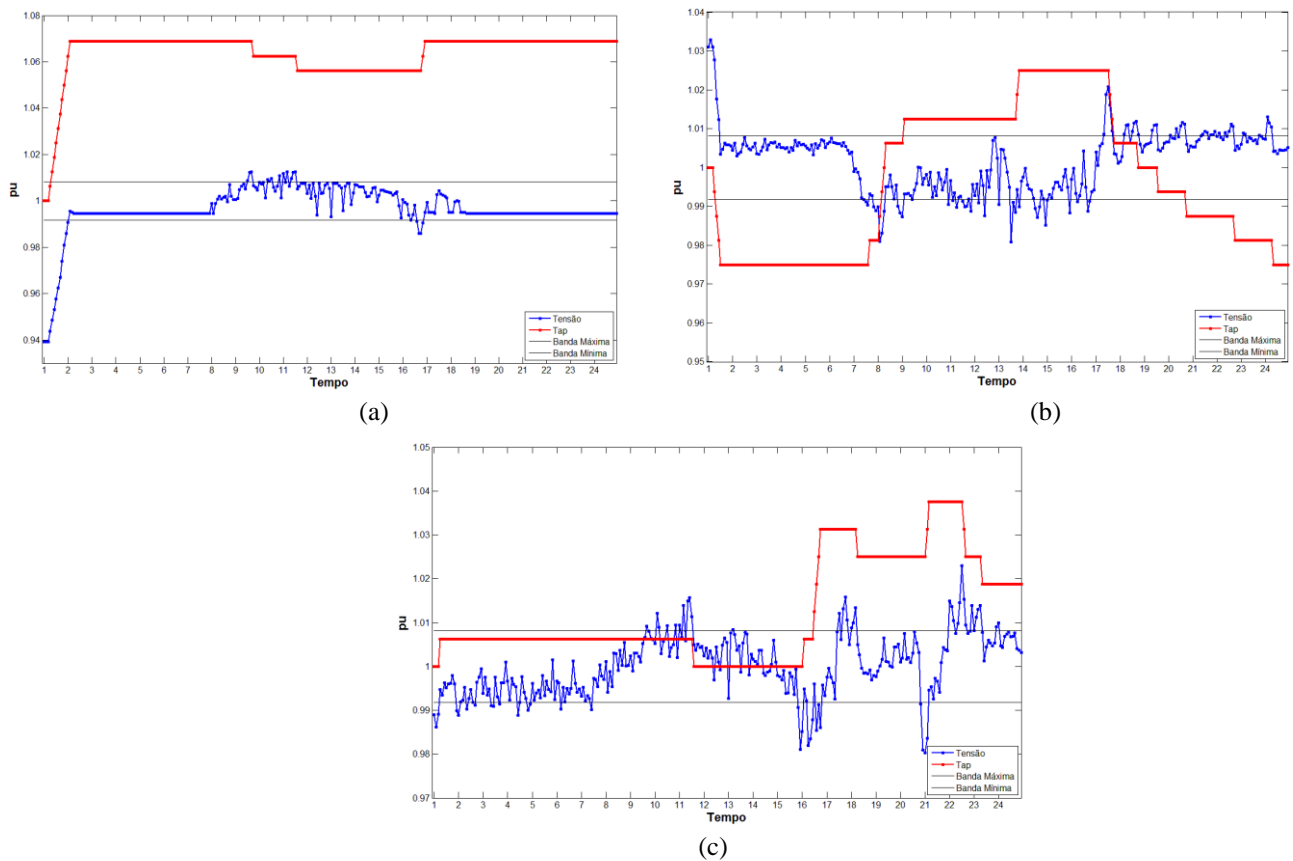 1.08
1.06
1.04
1.02
1
0.98
0.96
0.94
pu
1 2 3 4 5 6 7 8 9 10 11 12 13 14 15 16 17 18 19 20 21 22 23 24
Tempo
Tensão
Tap
Banda Máxima
Banda Mínima
(a)
1.04
1.03
1.02
1.01
1
0.99
0.98
0.97
0.96
0.95
pu
1 2 3 4 5 6 7 8 9 10 11 12 13 14 15 16 17 18 19 20 21 22 23 24
Tempo
Tensão
Tap
Banda Máxima
Banda Mínima
(b)
1.05
1.04
1.03
1.02
1.01
1
0.99
0.98
0.97
pu
1 2 3 4 5 6 7 8 9 10 11 12 13 14 15 16 17 18 19 20 21 22 23 24
Tempo
Tensão
Tap
Banda Máxima
Banda Mínima
(c)